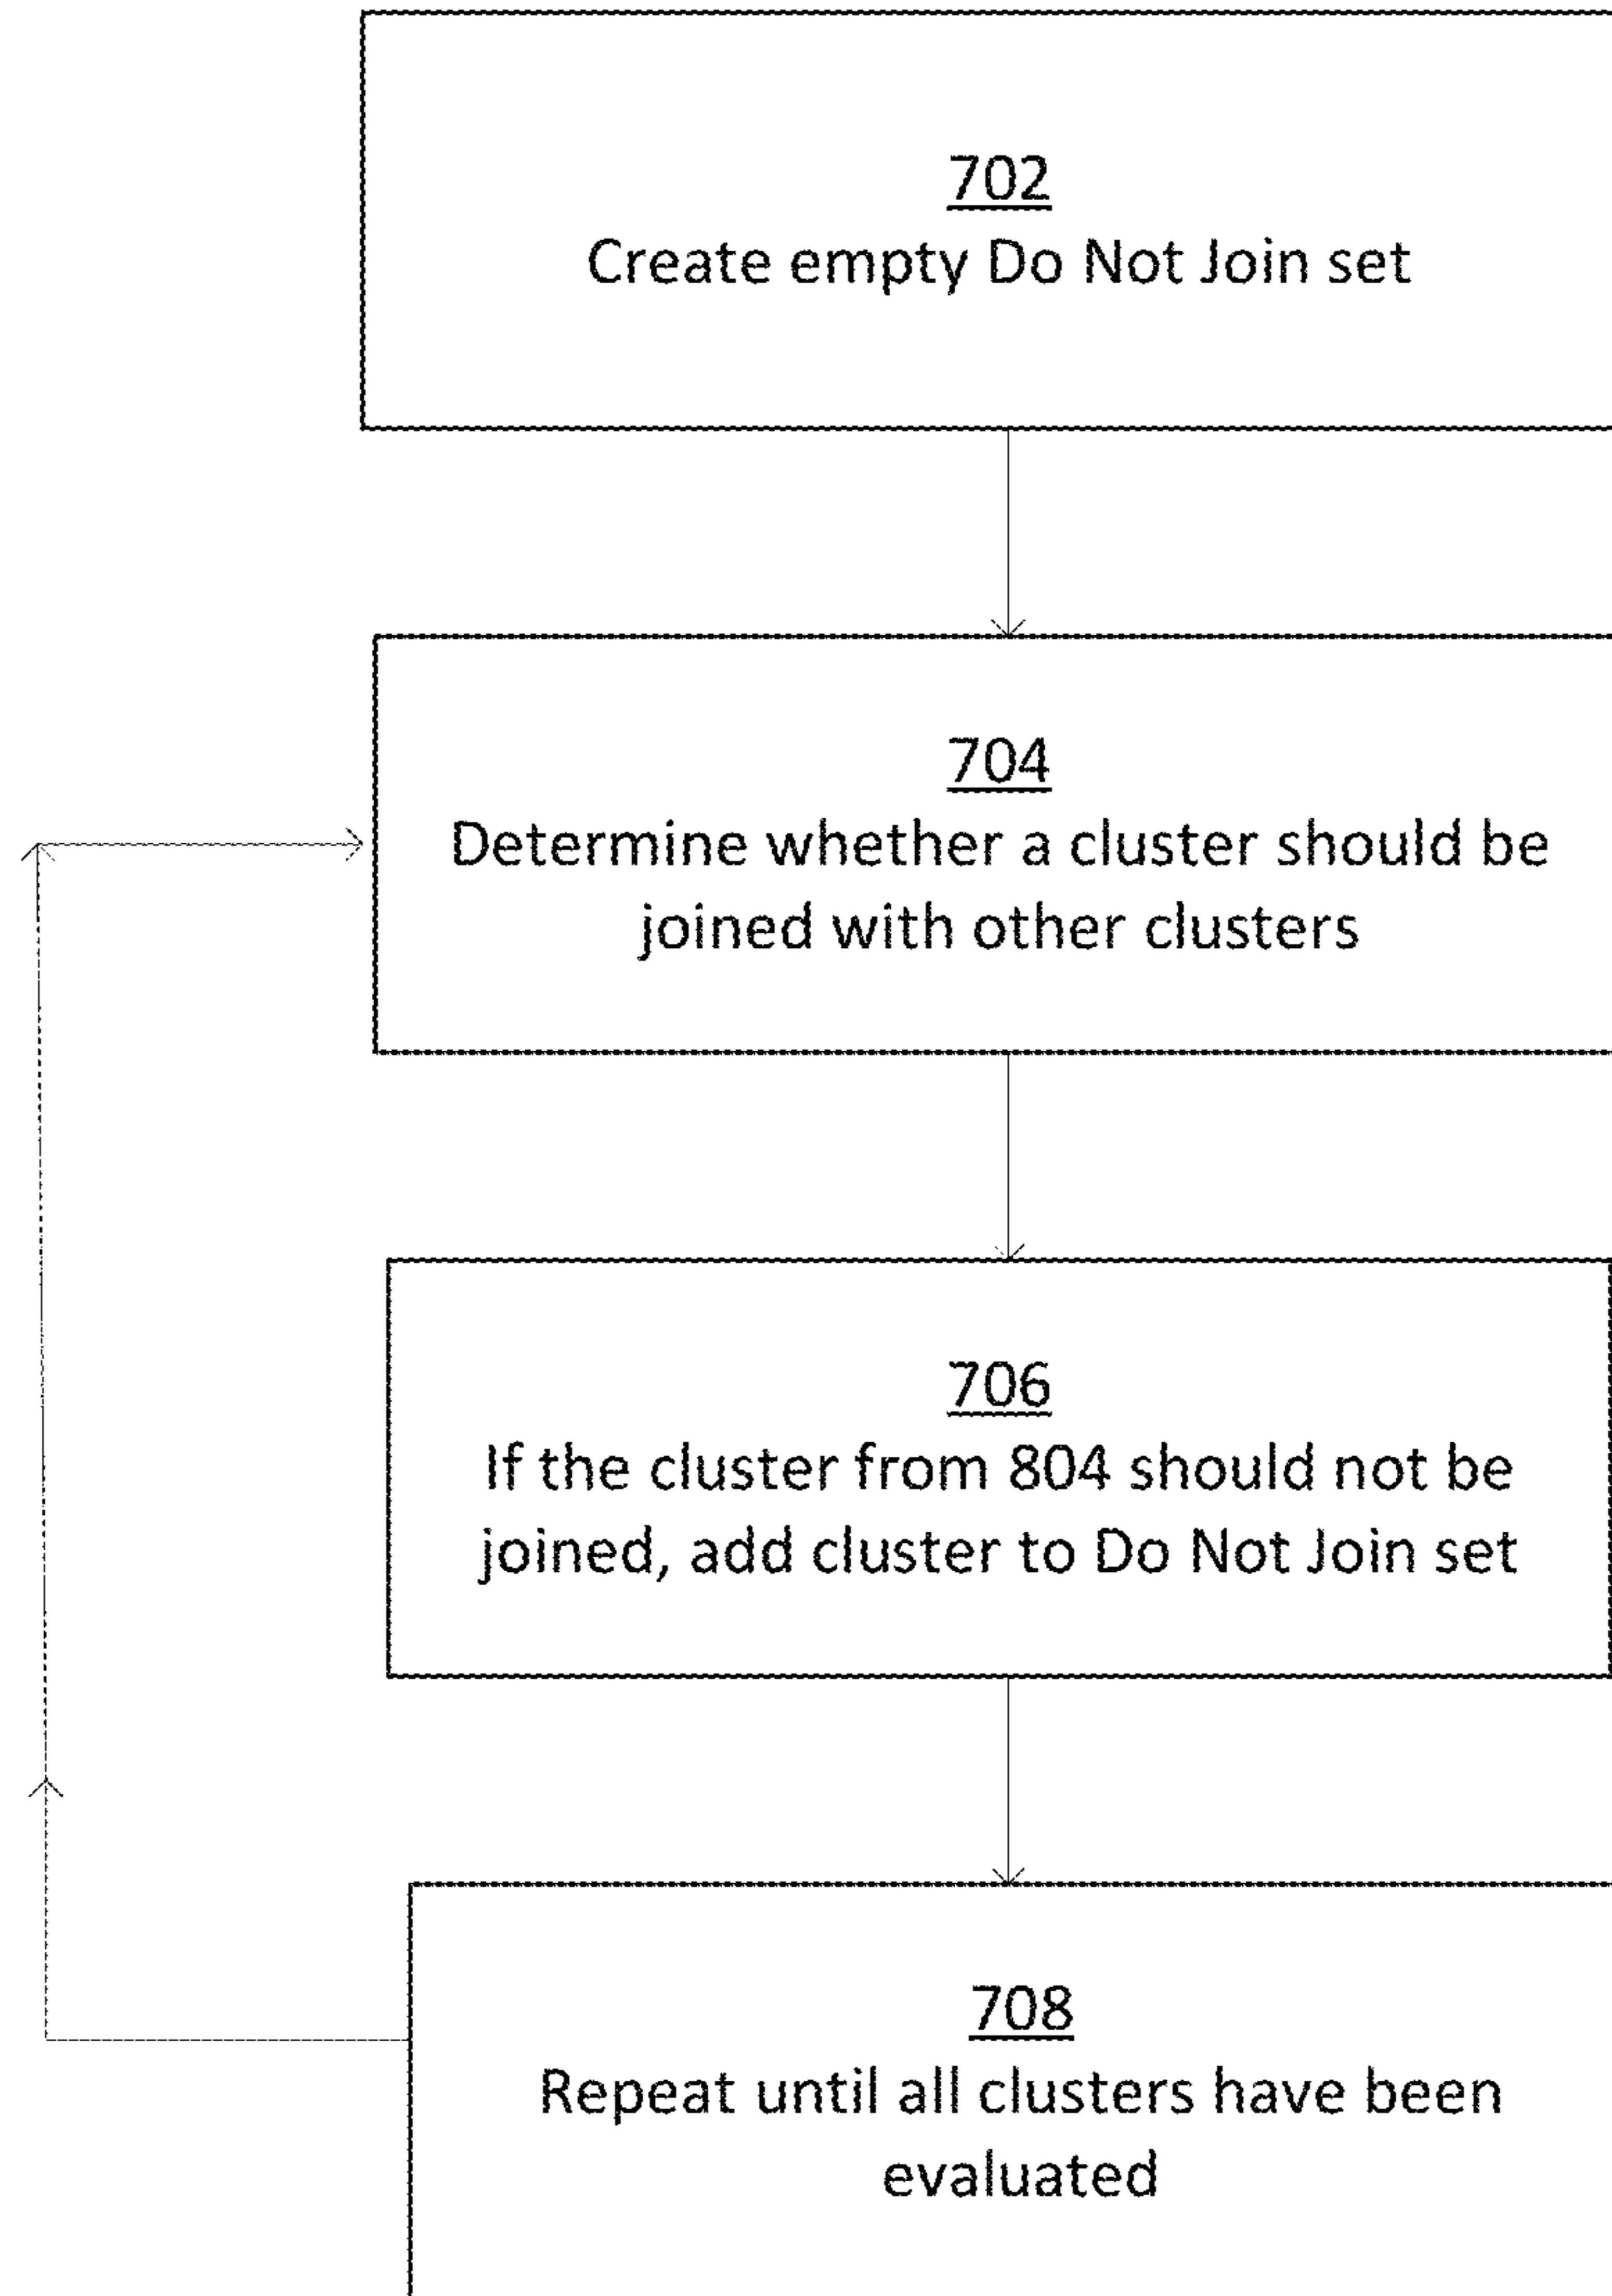 702
Create empty Do Not Join set
704
Determine whether a cluster should be
joined with other clusters
706
If the cluster from 804 should not be
joined, add cluster to Do Not Join set
708
Repeat until all clusters have been
evaluated